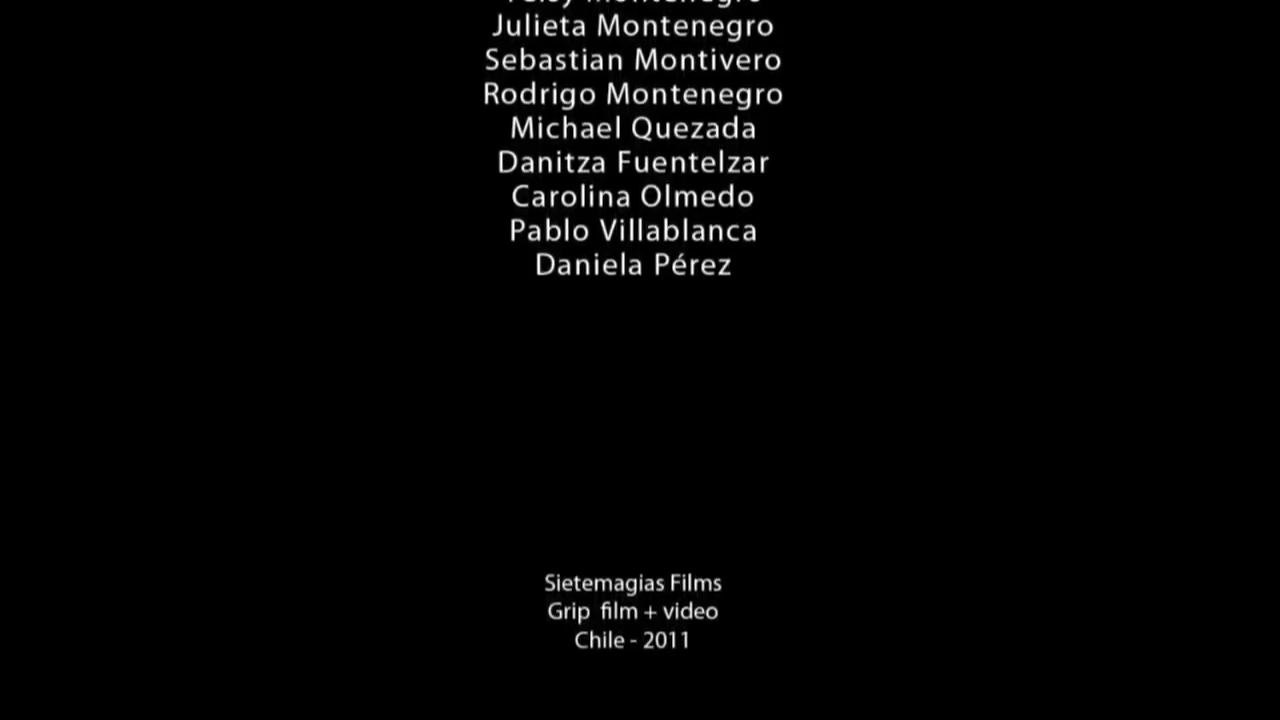 Montenegro
Julieta Montenegro
Sebastian Montivero
Rodrigo Montenegro
Michael Quezada
Danitza Fuentelzar
Carolina Olmedo
Pablo Villablanca
Daniela Pérez
Sietemagias Films
Grip film + video
Chile - 2011